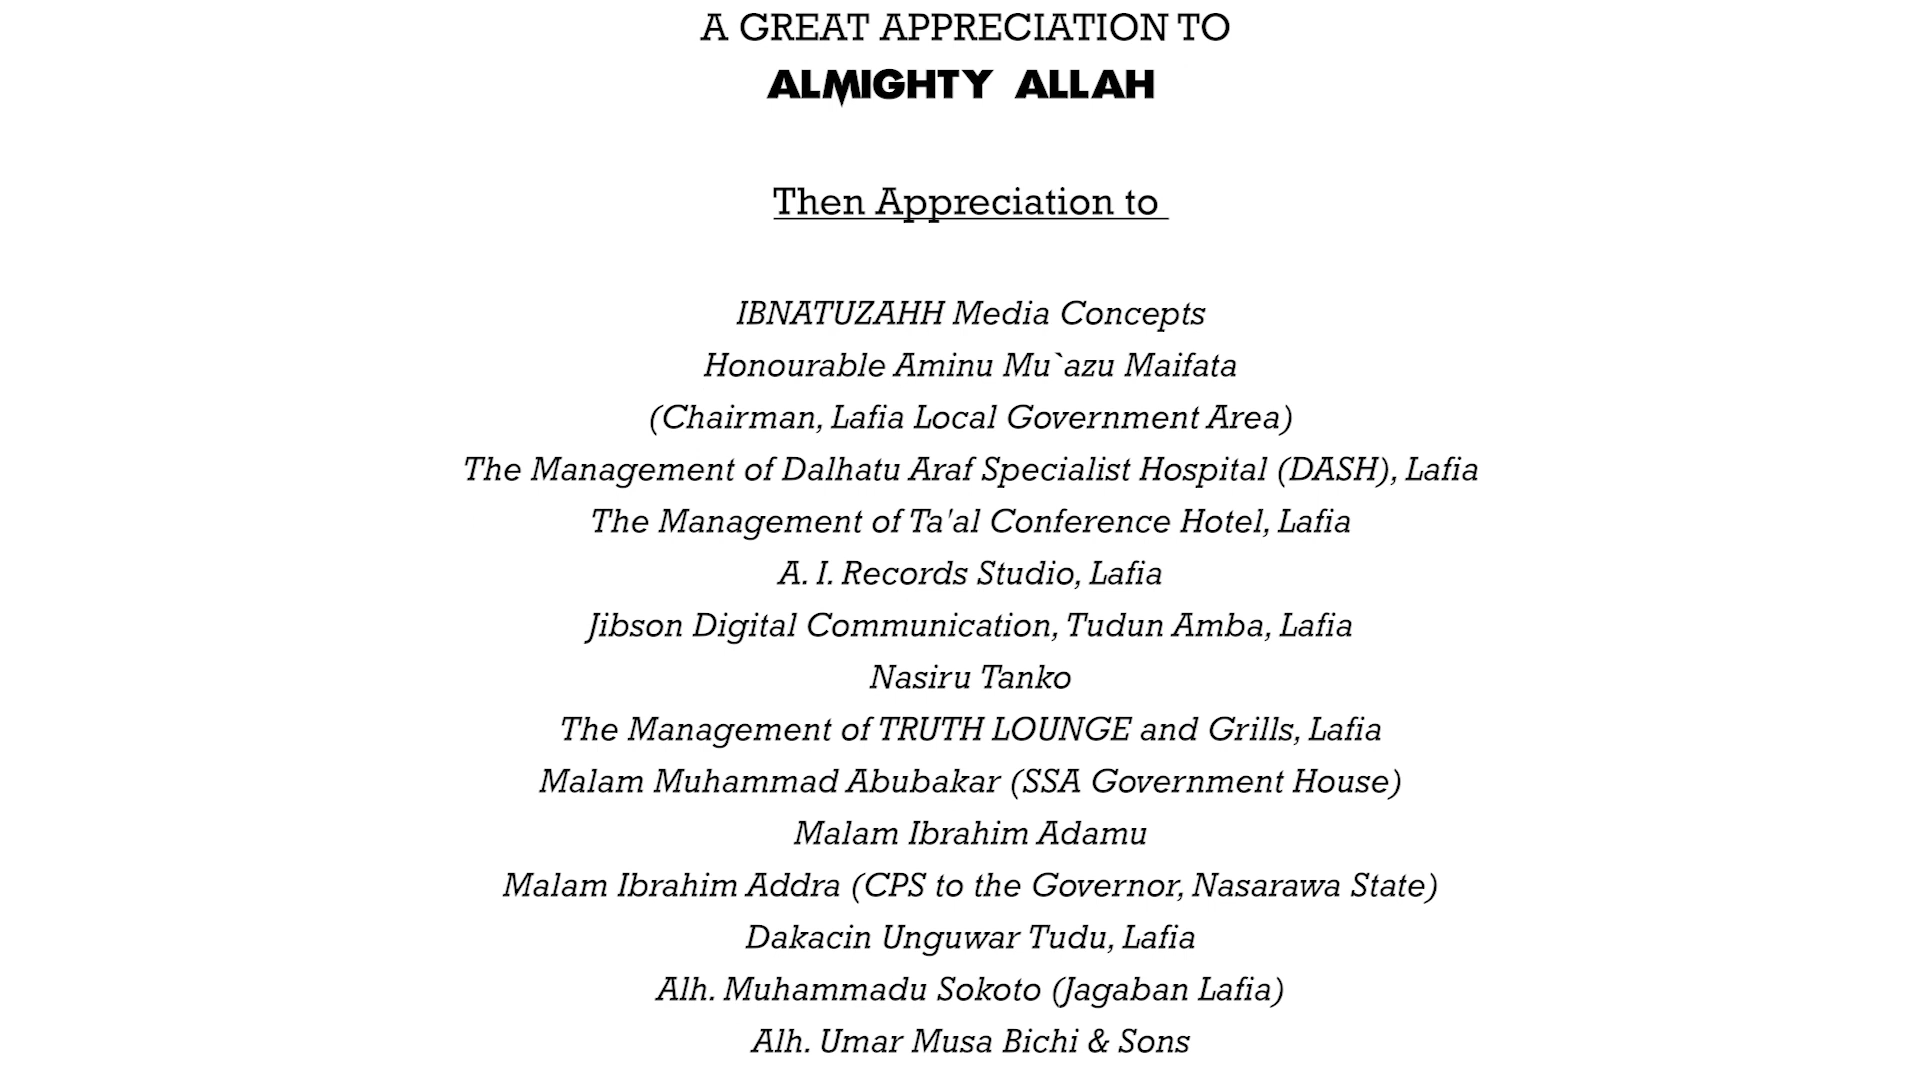 A GREAT APPRECIATION TO
ALMIGHTY ALLAH
Then Appreciation to
IBNATUZAHH Media Concepts
Honourable Aminu Mu`azu Maifata
(Chairman, Lafia Local Government Area)
The Management of Dalhatu Araf Specialist Hospital (DASH), Lafia
The Management of Ta'al Conference Hotel, Lafia
A. I. Records Studio, Lafia
Jibson Digital Communication, Tudun Amba, Lafia
Nasiru Tanko
The Management of TRUTH LOUNGE and Grills, Lafia
Malam Muhammad Abubakar (SSA Government House)
Malam Ibrahim Adamu
Malam Ibrahim Addra (CPS to the Governor, Nasarawa State)
Dakacin Unguwar Tudu, Lafia
Alh. Muhammadu Sokoto (Jagaban Lafia)
Alh. Umar Musa Bichi & Sons